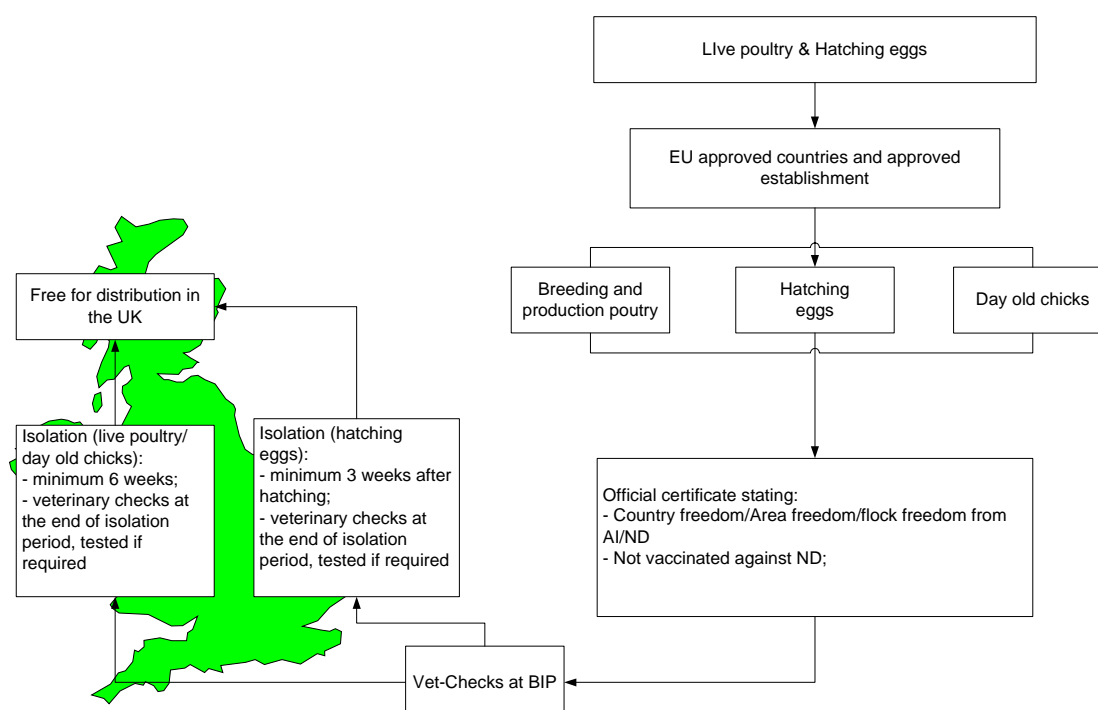 LIve poultry & Hatching eggs
EU approved countries and approved
establishment
Breeding and
production poutry
Hatching
eggs
Day old chicks
Official certificate stating:
- Country freedom/Area freedom/flock freedom from
AI/ND
- Not vaccinated against ND;
Vet-Checks at BIP
Isolation (live poultry/
day old chicks):
- minimum 6 weeks;
- veterinary checks at
the end of isolation
period, tested if
required
Isolation (hatching
eggs):
- minimum 3 weeks after
hatching;
- veterinary checks at
the end of isolation
period, tested if required
Free for distribution in
the UK